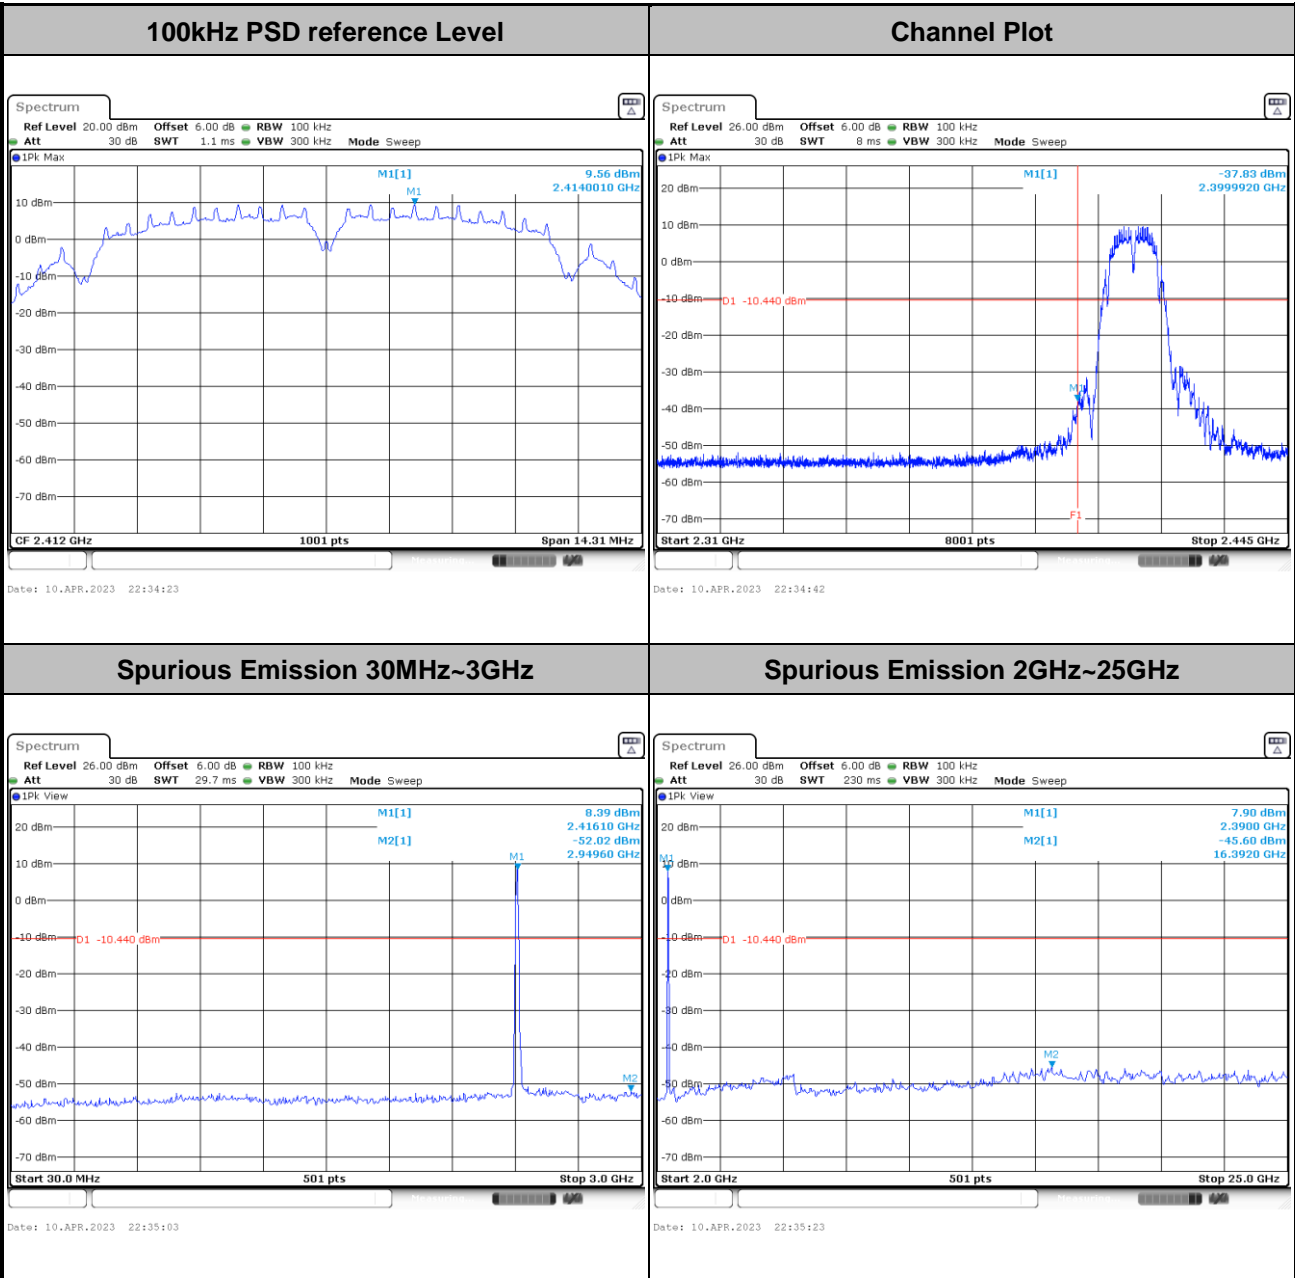 100kHz PSD reference Level
Channel Plot
Spectrum
Ref Level 20.00 dBm Offset 6.00 dB RBW 100 kHz
Att 30 dB SWT 1.1 ms VBW 300 kHz Mode Sweep
1Pk Max
M1[1] 9.56 dBm
2.4140010 GHz
M1
10 dBm
0 dBm
-10 dBm
-20 dBm
-30 dBm
-40 dBm
-50 dBm
-60 dBm
-70 dBm
CF 2.412 GHz 1001 pts Span 14.31 MHz
Date: 10.APR.2023 22:34:23
Spectrum
Ref Level 26.00 dBm Offset 6.00 dB RBW 100 kHz
Att 30 dB SWT 8 ms VBW 300 kHz Mode Sweep
1Pk Max
M1[1] -37.83 dBm
2.3999920 GHz
20 dBm
10 dBm
0 dBm
-10 dBm
D1 -10.440 dBm
-20 dBm
-30 dBm
M1
-40 dBm
-50 dBm
-60 dBm
-70 dBm
F1
Start 2.31 GHz 8001 pts Stop 2.445 GHz
Date: 10.APR.2023 22:34:42
Spurious Emission 30MHz~3GHz
Spurious Emission 2GHz~25GHz
Spectrum
Ref Level 26.00 dBm Offset 6.00 dB RBW 100 kHz
Att 30 dB SWT 29.7 ms VBW 300 kHz Mode Sweep
1Pk View
M1[1] 8.39 dBm
2.41610 GHz
M2[1] -52.02 dBm
2.94960 GHz
20 dBm
M1
10 dBm
0 dBm
-10 dBm
D1 -10.440 dBm
-20 dBm
-30 dBm
-40 dBm
-50 dBm
M2
-60 dBm
-70 dBm
Start 30.0 MHz 501 pts Stop 3.0 GHz
Date: 10.APR.2023 22:35:03
Spectrum
Ref Level 26.00 dBm Offset 6.00 dB RBW 100 kHz
Att 30 dB SWT 230 ms VBW 300 kHz Mode Sweep
1Pk View
M1[1] 7.90 dBm
2.3900 GHz
M2[1] -45.60 dBm
16.3920 GHz
20 dBm
M1
10 dBm
0 dBm
-10 dBm
D1 -10.440 dBm
-20 dBm
-30 dBm
-40 dBm
M2
-50 dBm
-60 dBm
-70 dBm
Start 2.0 GHz 501 pts Stop 25.0 GHz
Date: 10.APR.2023 22:35:23